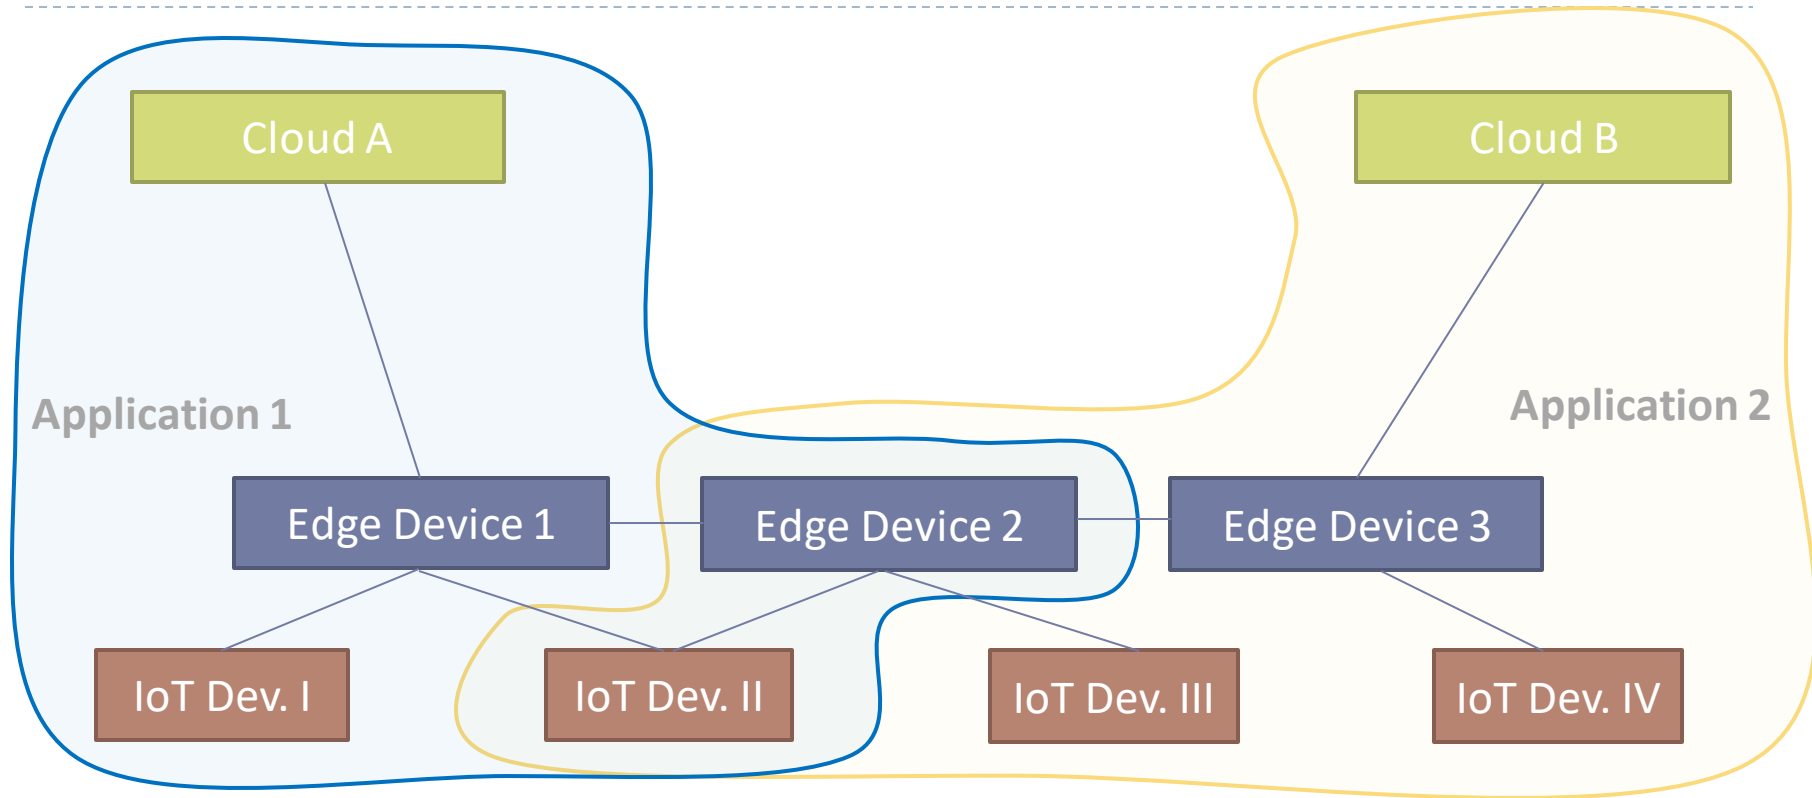 Cloud A
Cloud B
Application 1
Application 2
Edge Device 1
Edge Device 2
Edge Device 3
IoT Dev. I
IoT Dev. II
IoT Dev. III
IoT Dev. IV